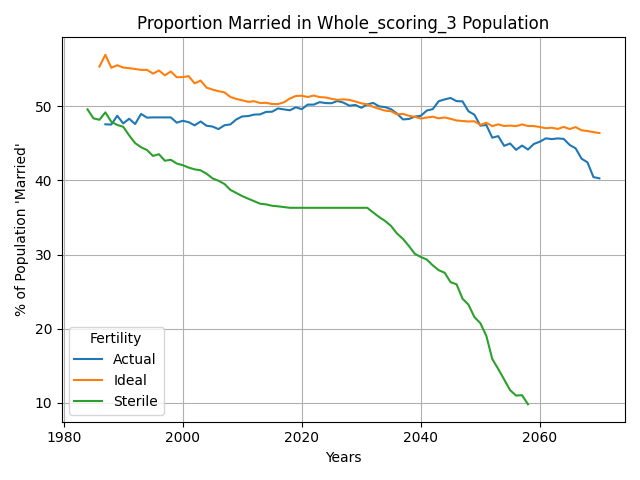 Proportion Married in Whole_scoring_3 Population
% of Population 'Married'
50
40
30
20
10
Fertility
Actual
Ideal
Sterile
1980
2000
2020
2040
2060
Years